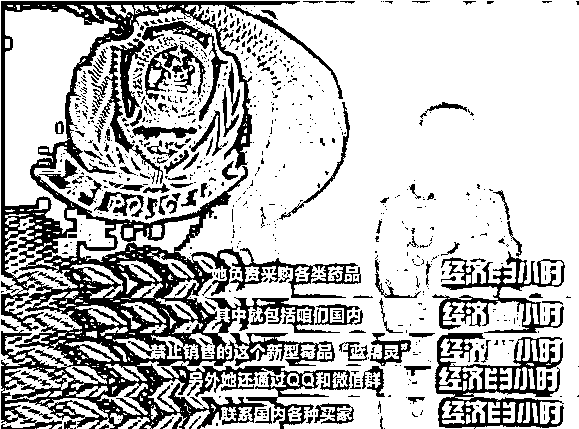 POLICE
她负责采购各类药品
经济半小时
其中就包括咱们国内
经济半小时
禁止销售的这个新型毒品“蓝精灵”
经济半小时
另外她还通过QQ和微信群
经济半小时
联系国内各种买家
经济半小时